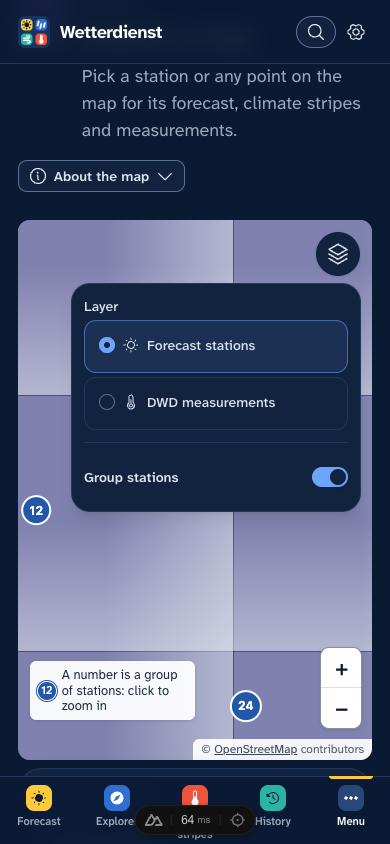 Wetterdienst
Pick a station or any point on the
map for its forecast, climate stripes
and measurements.
About the map
Layer
Forecast stations
DWD measurements
Group stations
12
12
A number is a group
of stations: click to
zoom in
24
+
−
© OpenStreetMap contributors
Forecast
Explore
stripes
History
Menu
64 ms